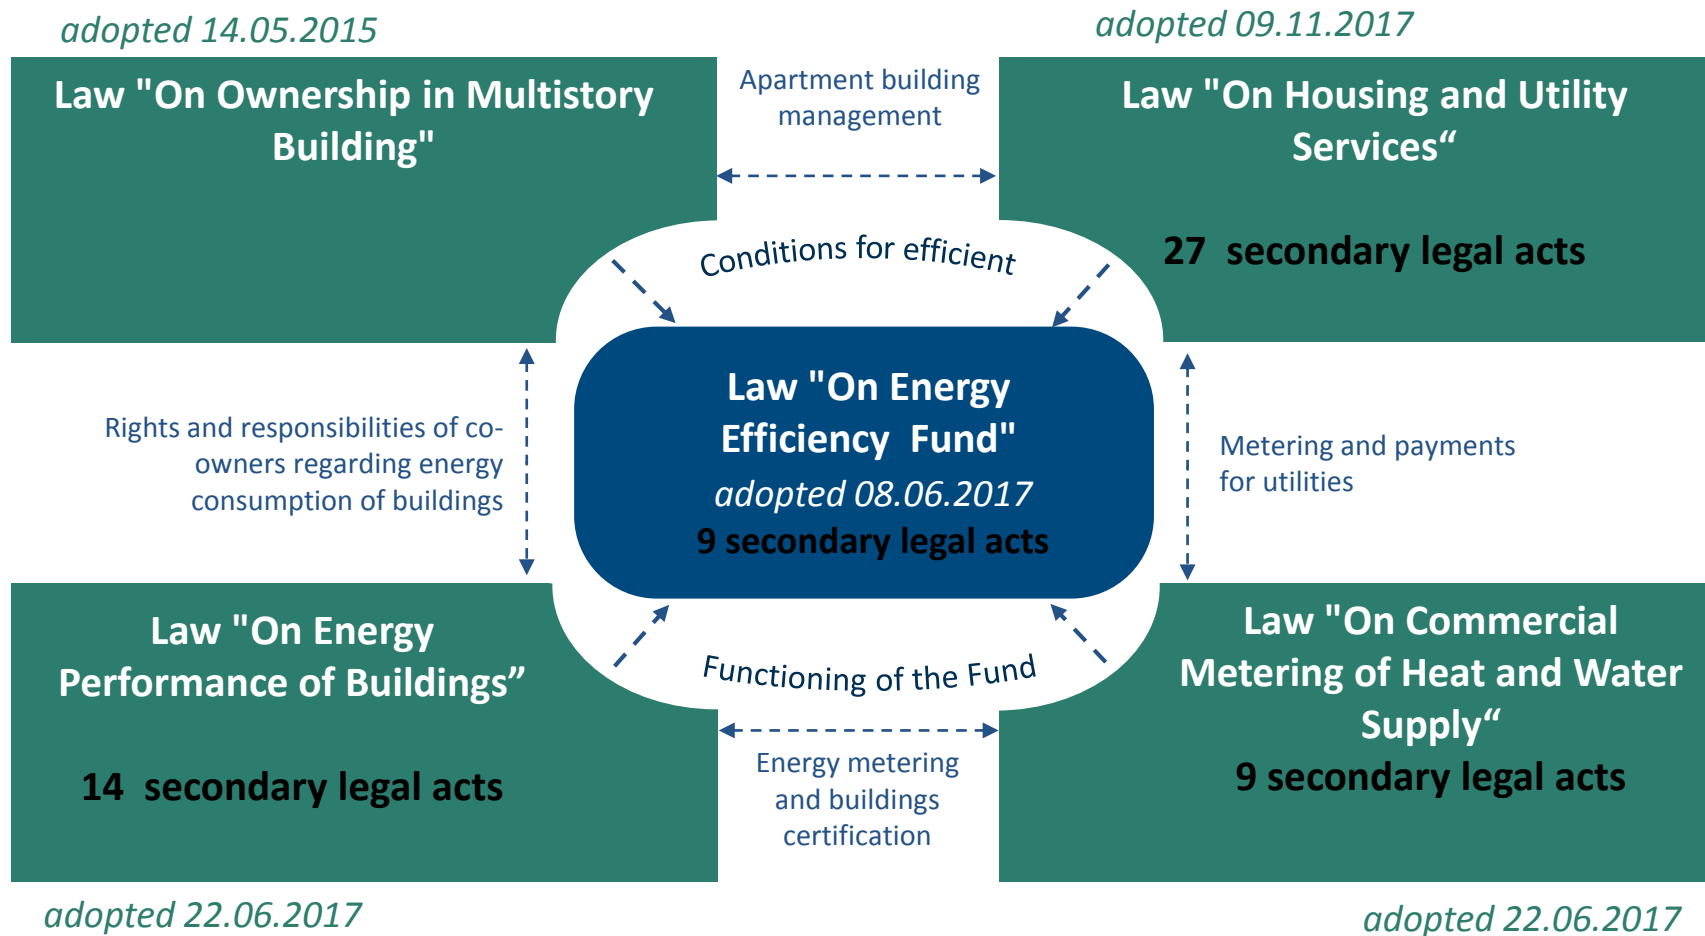 adopted 14.05.2015
adopted 09.11.2017
Law "On Ownership in Multistory
Building"
Apartment building
management
Law "On Housing and Utility
Services“
27 secondary legal acts
Conditions for efficient
Rights and responsibilities of co-
owners regarding energy
consumption of buildings
Law "On Energy
Efficiency Fund"
adopted 08.06.2017
9 secondary legal acts
Metering and payments
for utilities
Functioning of the Fund
Law "On Energy
Performance of Buildings”
14 secondary legal acts
Energy metering
and buildings
certification
Law "On Commercial
Metering of Heat and Water
Supply“
9 secondary legal acts
adopted 22.06.2017
adopted 22.06.2017